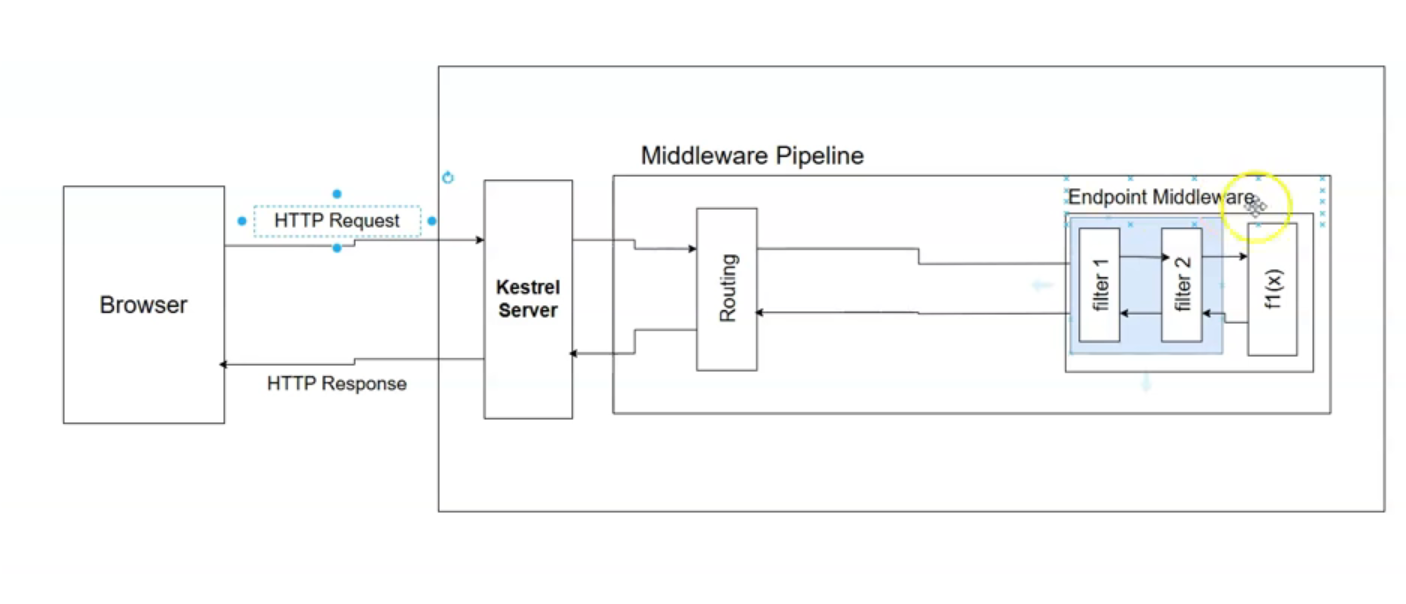 Middleware Pipeline
Endpoint Middleware
HTTP Request
Browser
Kestrel
Server
Routing
filter 1
filter 2
f1(x)
HTTP Response